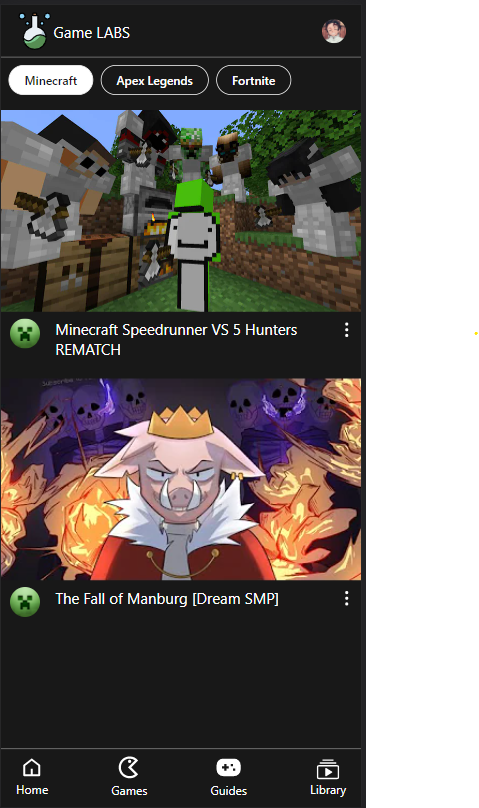 Game LABS
Minecraft
Apex Legends
Fortnite
Minecraft Speedrunner VS 5 Hunters
REMATCH
The Fall of Manburg [Dream SMP]
Home
Games
Guides
Library